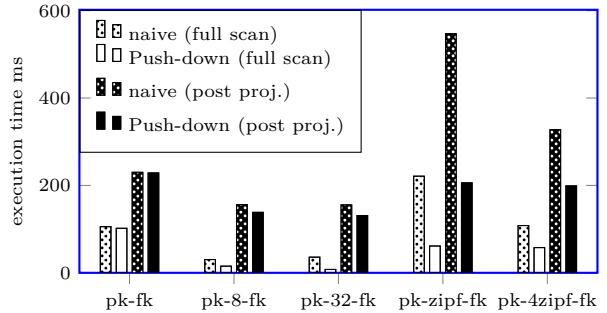 600
400
200
0
execution time ms
naive (full scan)
Push-down (full scan)
naive (post proj.)
Push-down (post proj.)
pk-fk
pk-8-fk
pk-32-fk
pk-zipf-fk
pk-4zipf-fk